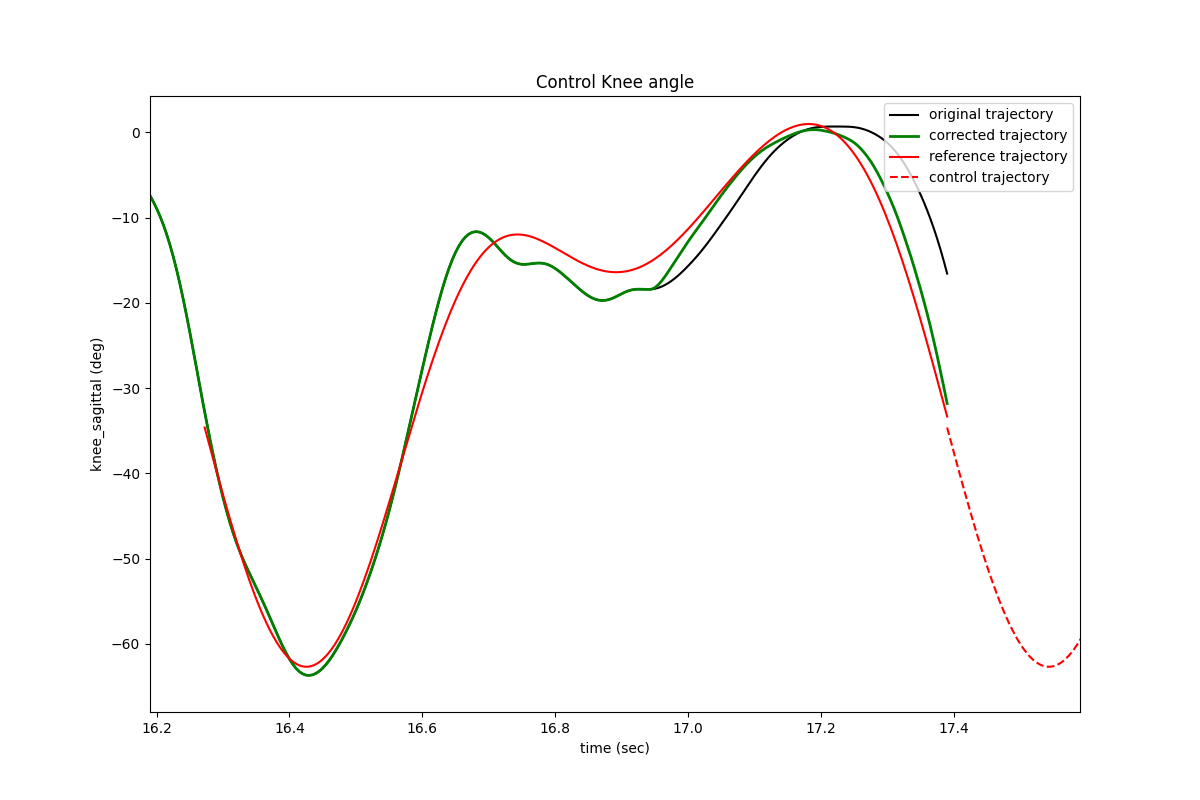 Control Knee angle
original trajectory
corrected trajectory
reference trajectory
control trajectory
knee_sagittal (deg)
0
−10
−20
−30
−40
−50
−60
16.2 16.4 16.6 16.8 17.0 17.2 17.4
time (sec)